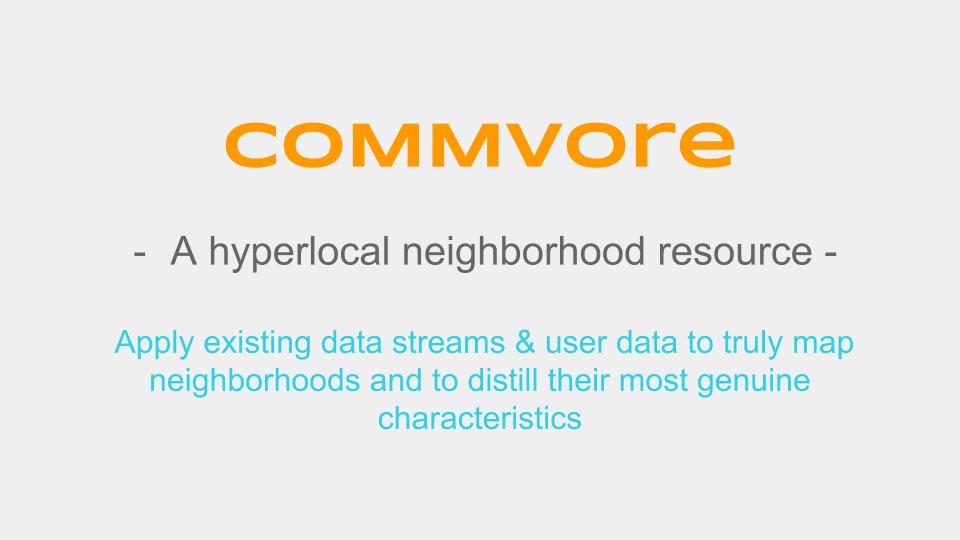 commvore
- A hyperlocal neighborhood resource -
Apply existing data streams & user data to truly map
neighborhoods and to distill their most genuine
characteristics